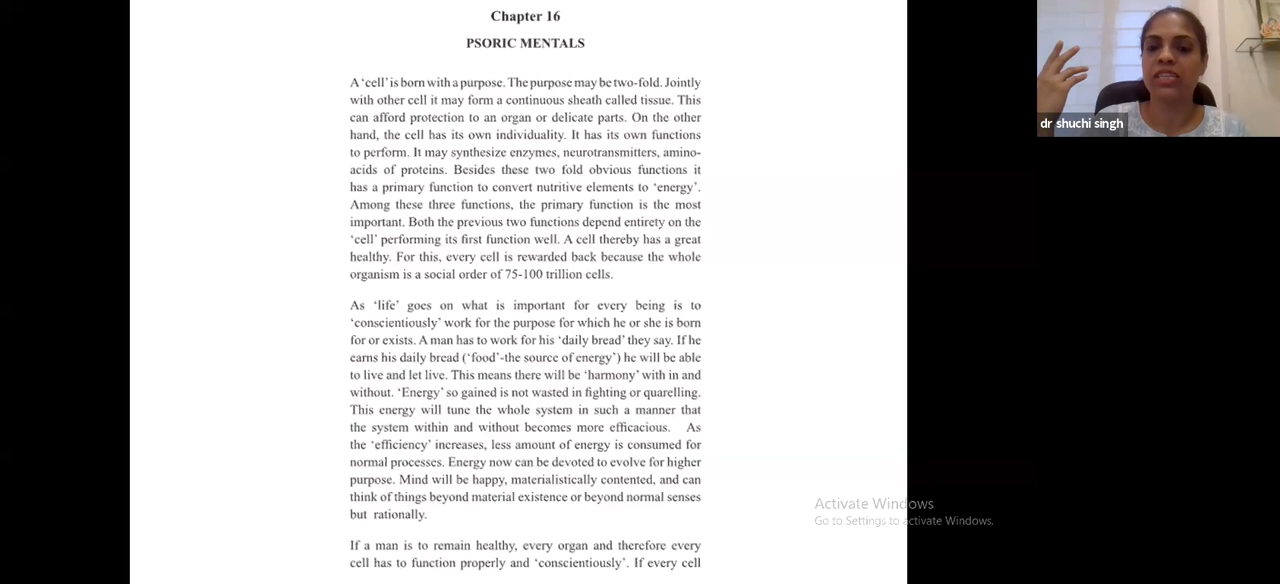 Chapter 16
PSORIC MENTALS
A 'cell' is born with a purpose. The purpose may be two-fold. Jointly
with other cell it may form a continuous sheath called tissue. This
can afford protection to an organ or delicate parts. On the other
hand, the cell has its own individuality. It has its own functions
to perform. It may synthesize enzymes, neurotransmitters, amino-
acids of proteins. Besides these two fold obvious functions it
has a primary function to convert nutritive elements to 'energy'.
Among these three functions, the primary function is the most
important. Both the previous two functions depend entirety on the
'cell' performing its first function well. A cell thereby has a great
healthy. For this, every cell is rewarded back because the whole
organism is a social order of 75-100 trillion cells.
As 'life' goes on what is important for every being is to
'conscientiously' work for the purpose for which he or she is born
for or exists. A man has to work for his 'daily bread' they say. If he
earns his daily bread ('food'-the source of energy') he will be able
to live and let live. This means there will be 'harmony' with in and
without. 'Energy' so gained is not wasted in fighting or quarelling.
This energy will tune the whole system in such a manner that
the system within and without becomes more efficacious. As
the 'efficiency' increases, less amount of energy is consumed for
normal processes. Energy now can be devoted to evolve for higher
purpose. Mind will be happy, materialistically contented, and can
think of things beyond material existence or beyond normal senses
but rationally.
If a man is to remain healthy, every organ and therefore every
cell has to function properly and 'conscientiously'. If every cell
dr shuchi singh
Activate Windows
Go to Settings to activate Windows.